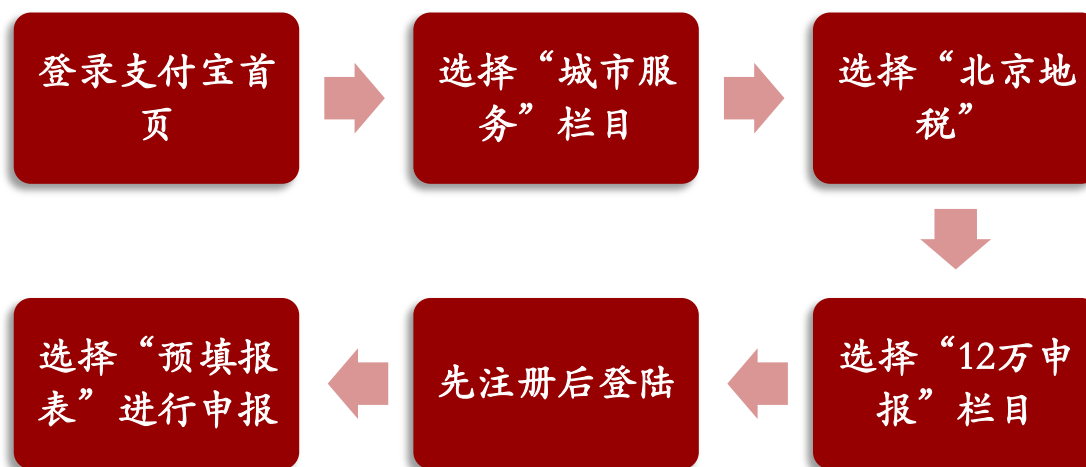 登录支付宝首
页
选择“城市服
务”栏目
选择“北京地
税”
选择“12万申
报”栏目
先注册后登陆
选择“预填报
表”进行申报